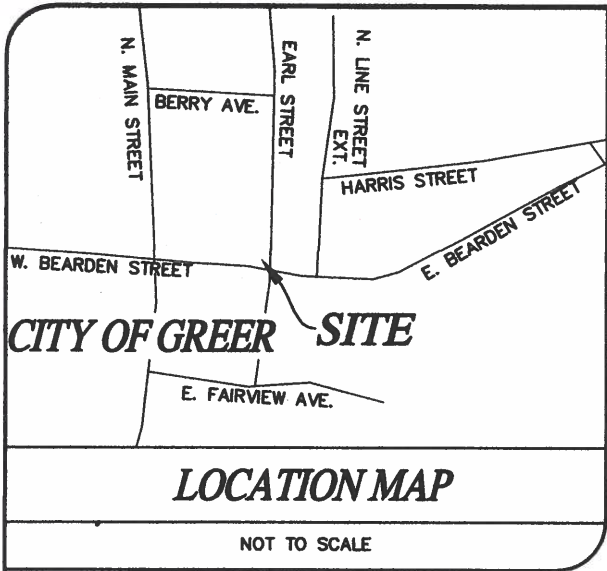 N. MAIN STREET
BERRY AVE.
EARL STREET
N. LINE STREET
EXT.
HARRIS STREET
E. BEARDEN STREET
W. BEARDEN STREET
CITY OF GREER
SITE
E. FAIRVIEW AVE.
LOCATION MAP
NOT TO SCALE